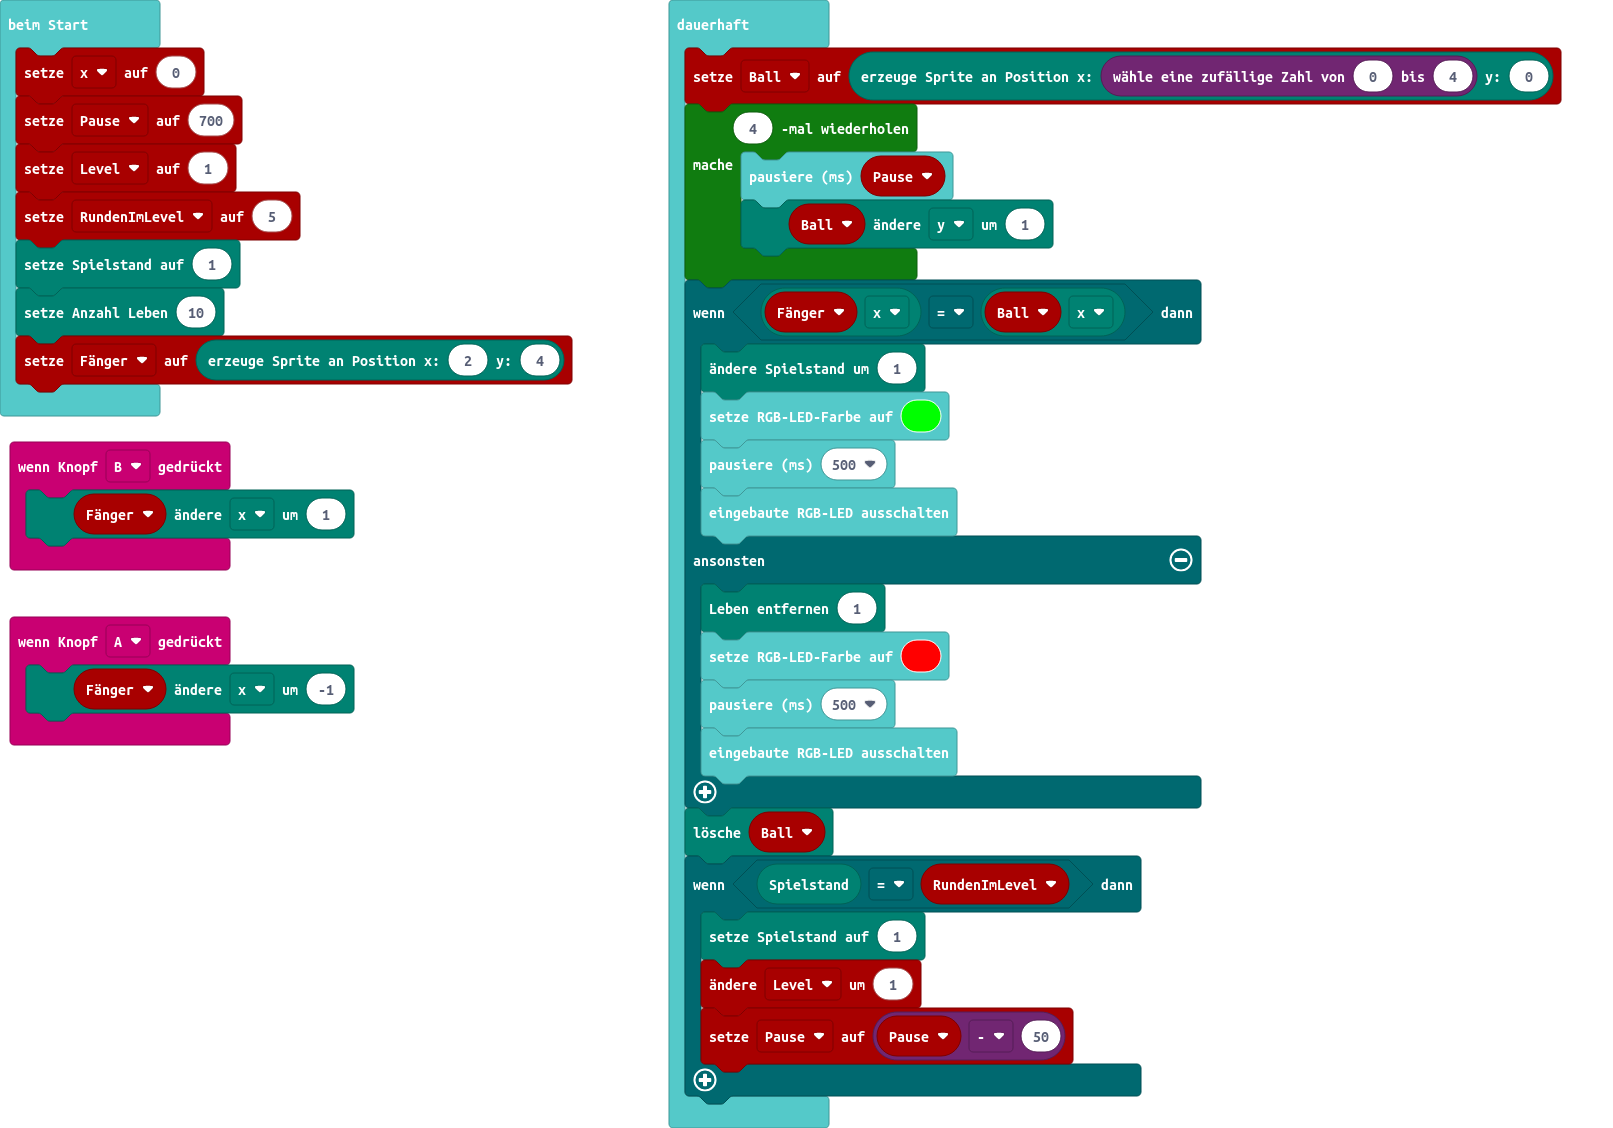 beim Start
setze x auf 0
setze Pause auf 700
setze Level auf 1
setze RundenImLevel auf 5
setze Spielstand auf 1
setze Anzahl Leben 10
setze Fänger auf erzeuge Sprite an Position x: 2 y: 4
wenn Knopf B gedrückt
Fänger ändere x um 1
wenn Knopf A gedrückt
Fänger ändere x um -1
dauerhaft
setze Ball auf erzeuge Sprite an Position x: wähle eine zufällige Zahl von 0 bis 4 y: 0
4 -mal wiederholen
mache
pausiere (ms) Pause
Ball ändere y um 1
wenn Fänger x = Ball x dann
ändere Spielstand um 1
setze RGB-LED-Farbe auf
pausiere (ms) 500
eingebaute RGB-LED ausschalten
ansonsten
Leben entfernen 1
setze RGB-LED-Farbe auf
pausiere (ms) 500
eingebaute RGB-LED ausschalten
lösche Ball
wenn Spielstand = RundenImLevel dann
setze Spielstand auf 1
ändere Level um 1
setze Pause auf Pause - 50